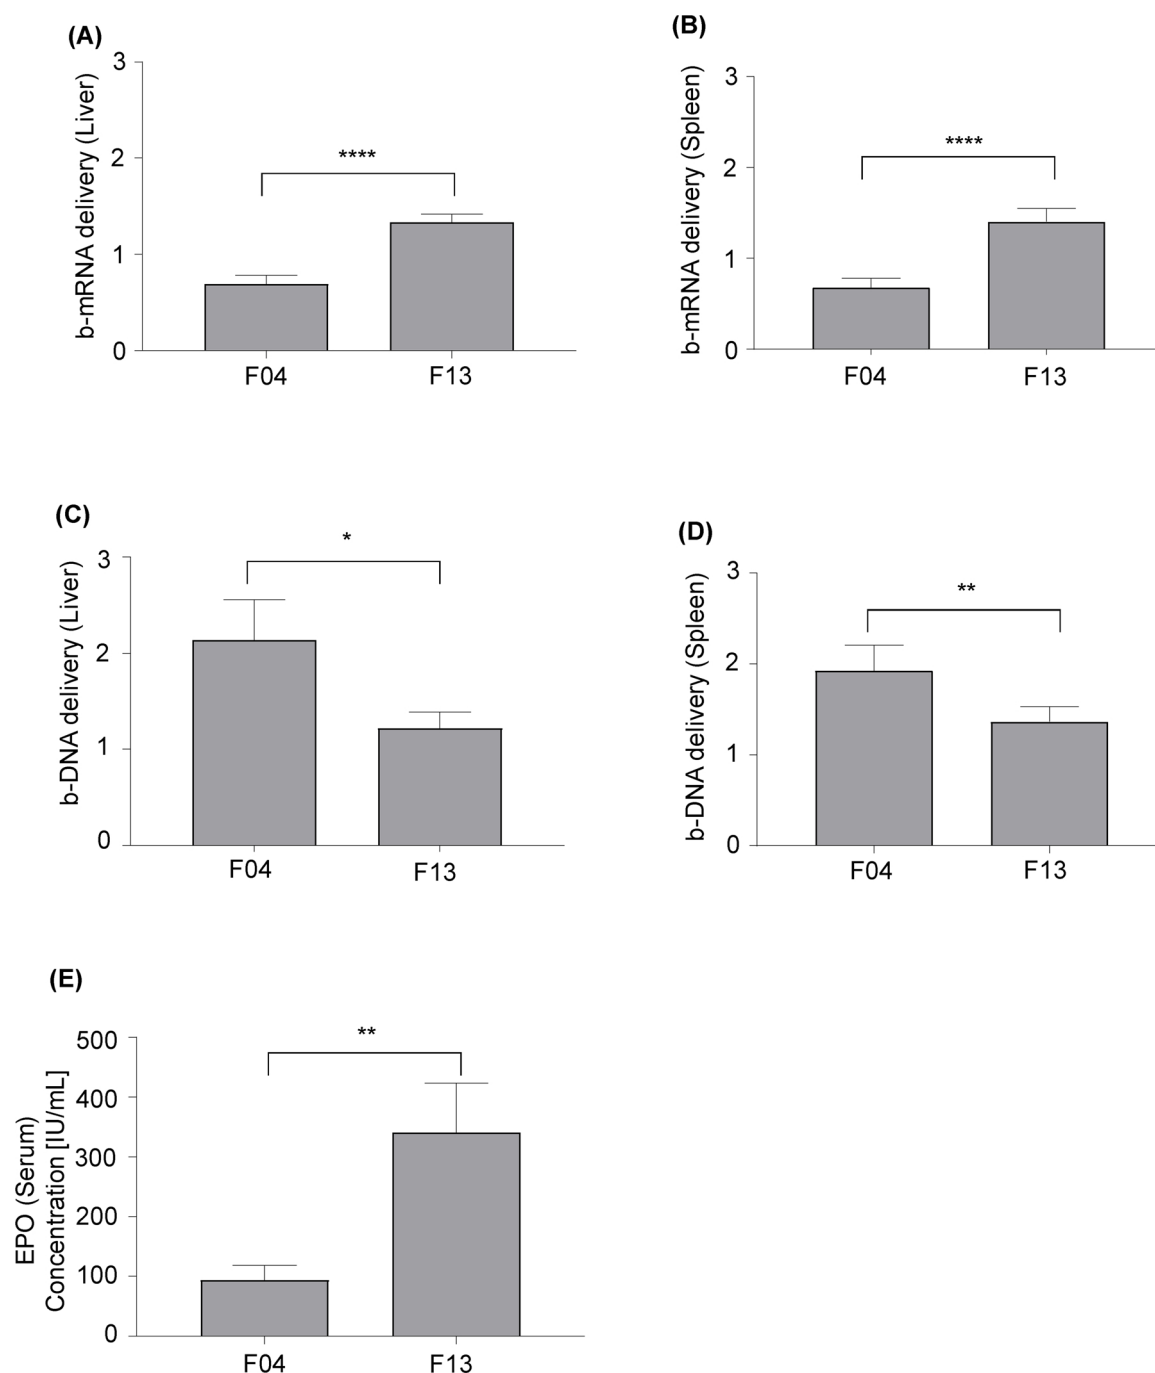 (A)
b-mRNA delivery (Liver)
3
2
1
0
****
F04
F13
(B)
b-mRNA delivery (Spleen)
3
2
1
0
****
F04
F13
(C)
b-DNA delivery (Liver)
3
2
1
0
*
F04
F13
(D)
b-DNA delivery (Spleen)
3
2
1
0
**
F04
F13
(E)
EPO (Serum)
Concentration [IU/mL]
500
400
300
200
100
0
**
F04
F13